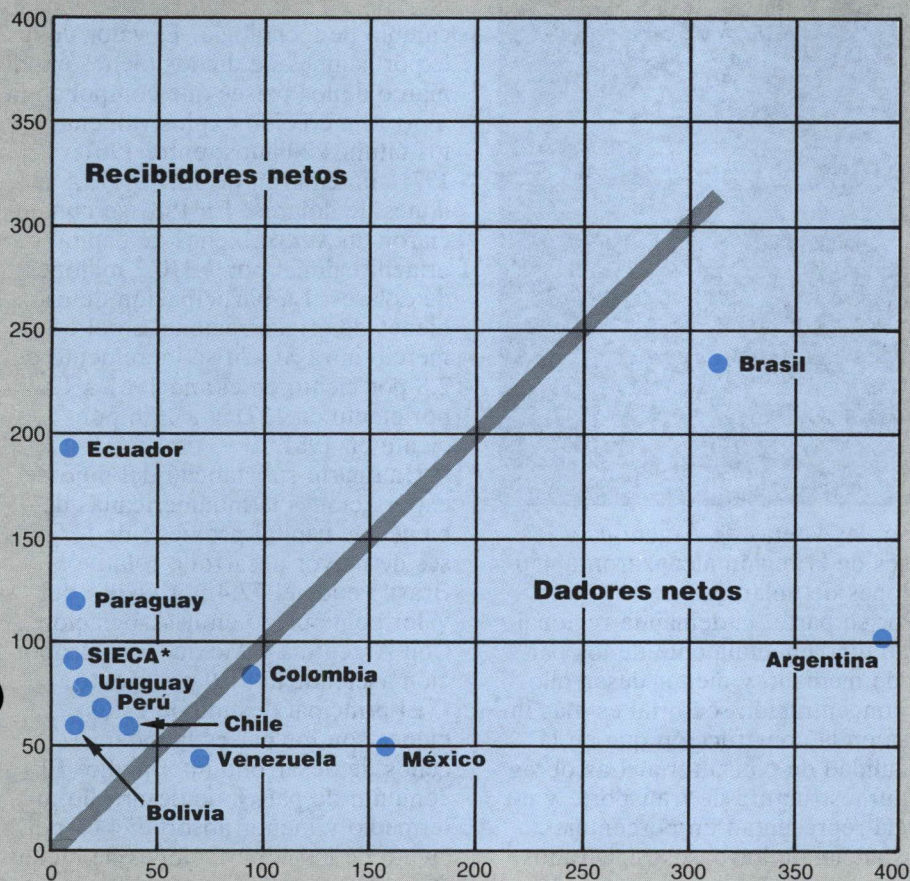 400
350
Recibidores netos
300
250
Brasil
Ecuador
200
150
Dadores netos
Paraguay
100
SIECA*
Colombia
Argentina
Uruguay
Perú
Chile
50
Venezuela
México
Bolivia
0
0 50 100 150 200 250 300 350 400